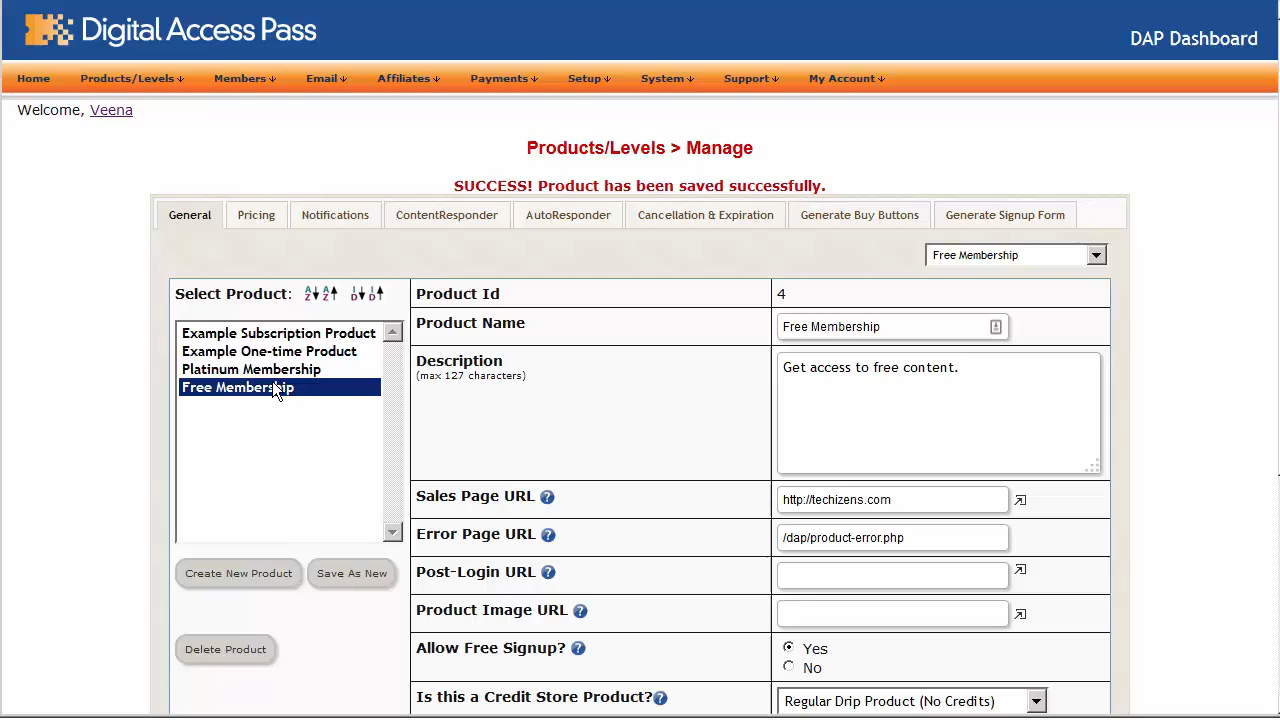 Digital Access Pass
DAP Dashboard
Home Products/Levels Members Email Affiliates Payments Setup System Support My Account
Welcome, Veena
Products/Levels > Manage
SUCCESS! Product has been saved successfully.
General Pricing Notifications ContentResponder AutoResponder Cancellation & Expiration Generate Buy Buttons Generate Signup Form
Free Membership
Select Product:
Example Subscription Product
Example One-time Product
Platinum Membership
Free Membership
Create New Product Save As New
Delete Product
Product Id 4
Product Name Free Membership
Description Get access to free content.
(max 127 characters)
Sales Page URL http://techizens.com
Error Page URL /dap/product-error.php
Post-Login URL
Product Image URL
Allow Free Signup? Yes
No
Is this a Credit Store Product? Regular Drip Product (No Credits)